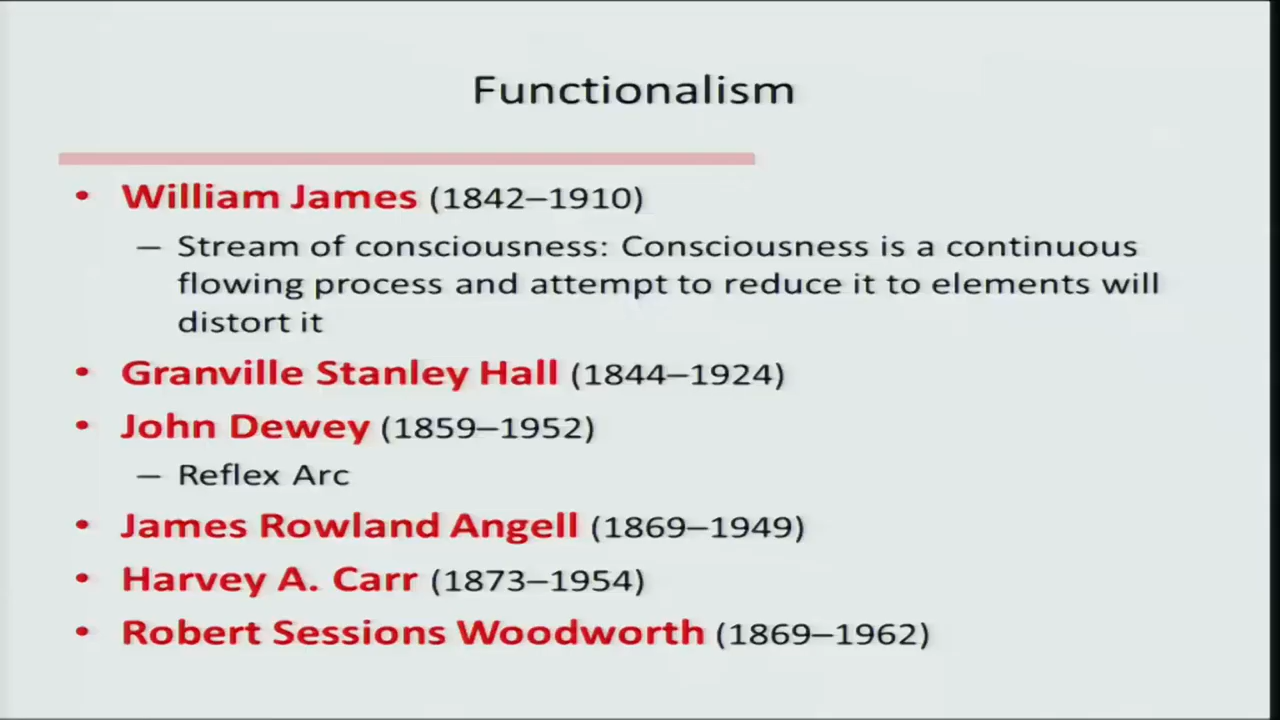 Functionalism
• William James (1842–1910)
– Stream of consciousness: Consciousness is a continuous
flowing process and attempt to reduce it to elements will
distort it
• Granville Stanley Hall (1844–1924)
• John Dewey (1859–1952)
– Reflex Arc
• James Rowland Angell (1869–1949)
• Harvey A. Carr (1873–1954)
• Robert Sessions Woodworth (1869–1962)